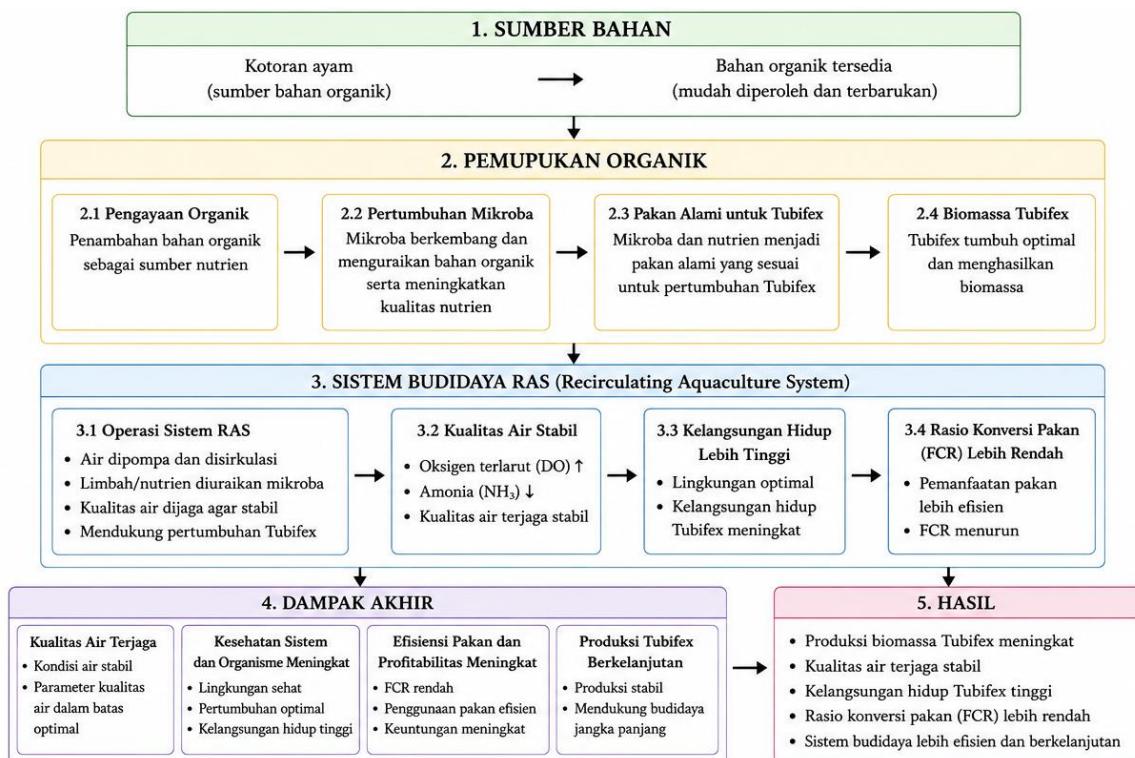 1. SUMBER BAHAN
Kotoran ayam
(sumber bahan organik)
Bahan organik tersedia
(mudah diperoleh dan terbarukan)
2. PEMUPUKAN ORGANIK
2.1 Pengayaan Organik
Penambahan bahan organik
sebagai sumber nutrien
2.2 Pertumbuhan Mikroba
Mikroba berkembang dan
menguraikan bahan organik
serta meningkatkan
kualitas nutrien
2.3 Pakan Alami untuk Tubifex
Mikroba dan nutrien menjadi
pakan alami yang sesuai
untuk pertumbuhan Tubifex
2.4 Biomassa Tubifex
Tubifex tumbuh optimal
dan menghasilkan
biomassa
3. SISTEM BUDIDAYA RAS (Recirculating Aquaculture System)
3.1 Operasi Sistem RAS
• Air dipompa dan disirkulasi
• Limbah/nutrien diuraikan mikroba
• Kualitas air dijaga agar stabil
• Mendukung pertumbuhan Tubifex
3.2 Kualitas Air Stabil
• Oksigen terlarut (DO) ↑
• Amonia (NH₃) ↓
• Kualitas air terjaga stabil
3.3 Kelangsungan Hidup
Lebih Tinggi
• Lingkungan optimal
• Kelangsungan hidup
Tubifex meningkat
3.4 Rasio Konversi Pakan
(FCR) Lebih Rendah
• Pemanfaatan pakan
lebih efisien
• FCR menurun
4. DAMPAK AKHIR
Kualitas Air Terjaga
• Kondisi air stabil
• Parameter kualitas
air dalam batas
optimal
Kesehatan Sistem
dan Organisme Meningkat
• Lingkungan sehat
• Pertumbuhan optimal
• Kelangsungan hidup tinggi
Efisiensi Pakan dan
Profitabilitas Meningkat
• FCR rendah
• Penggunaan pakan efisien
• Keuntungan meningkat
Produksi Tubifex
Berkelanjutan
• Produksi stabil
• Mendukung budidaya
jangka panjang
5. HASIL
• Produksi biomassa Tubifex meningkat
• Kualitas air terjaga stabil
• Kelangsungan hidup Tubifex tinggi
• Rasio konversi pakan (FCR) lebih rendah
• Sistem budidaya lebih efisien dan berkelanjutan